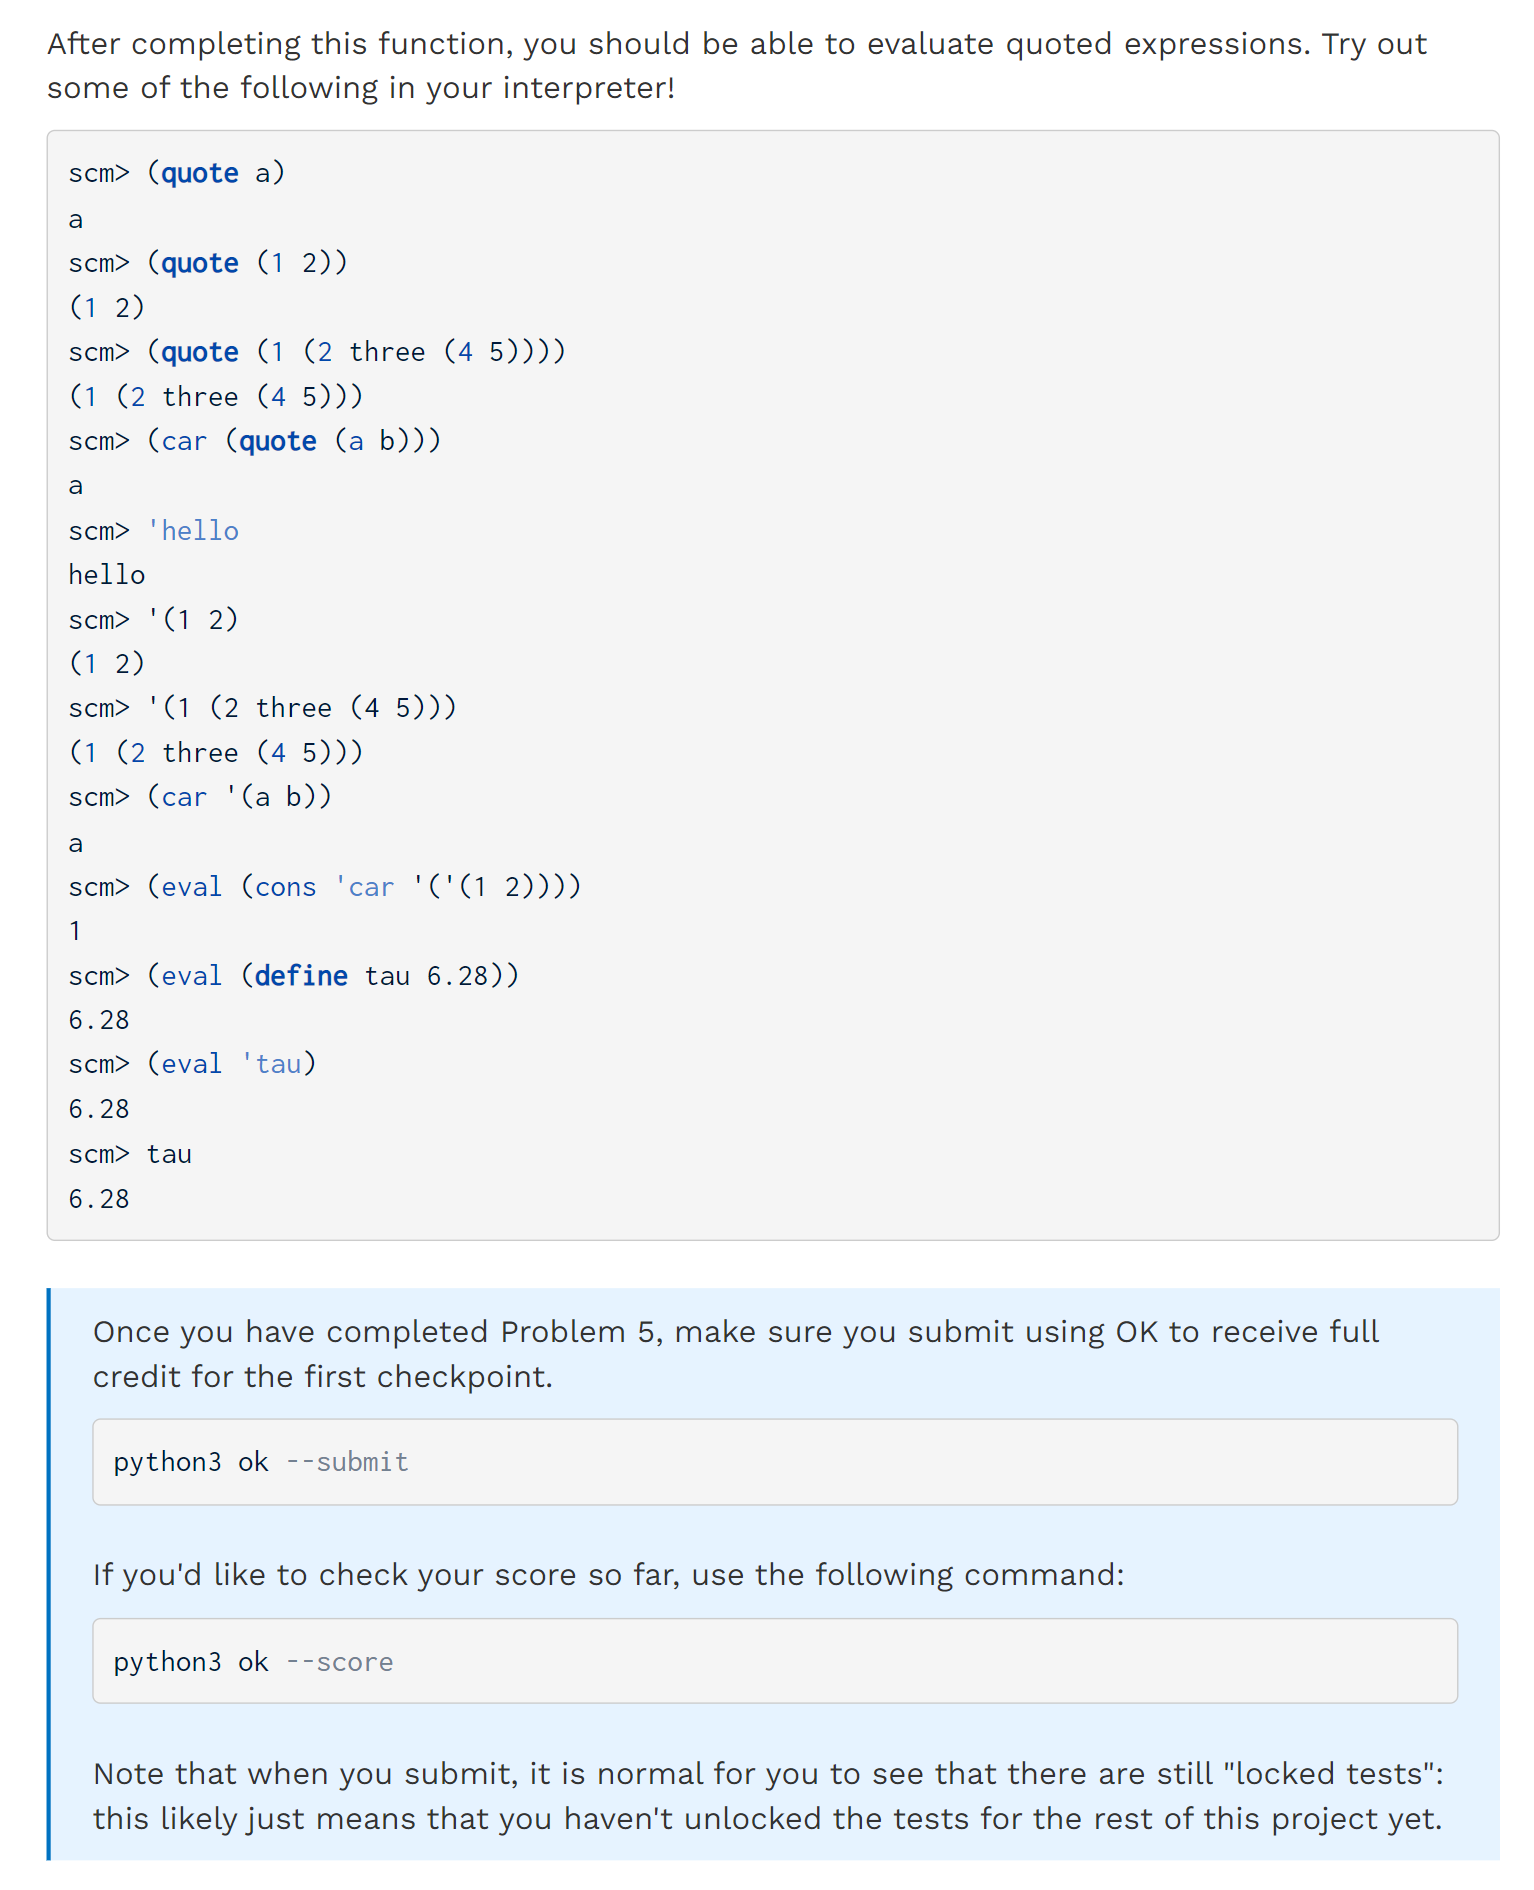 After completing this function, you should be able to evaluate quoted expressions. Try out
some of the following in your interpreter!
scm> (quote a)
a
scm> (quote (1 2))
(1 2)
scm> (quote (1 (2 three (4 5))))
(1 (2 three (4 5)))
scm> (car (quote (a b)))
a
scm> 'hello
hello
scm> '(1 2)
(1 2)
scm> '(1 (2 three (4 5)))
(1 (2 three (4 5)))
scm> (car '(a b))
a
scm> (eval (cons 'car '('(1 2))))
1
scm> (eval (define tau 6.28))
6.28
scm> (eval 'tau)
6.28
scm> tau
6.28
Once you have completed Problem 5, make sure you submit using OK to receive full
credit for the first checkpoint.
python3 ok --submit
If you'd like to check your score so far, use the following command:
python3 ok --score
Note that when you submit, it is normal for you to see that there are still "locked tests":
this likely just means that you haven't unlocked the tests for the rest of this project yet.